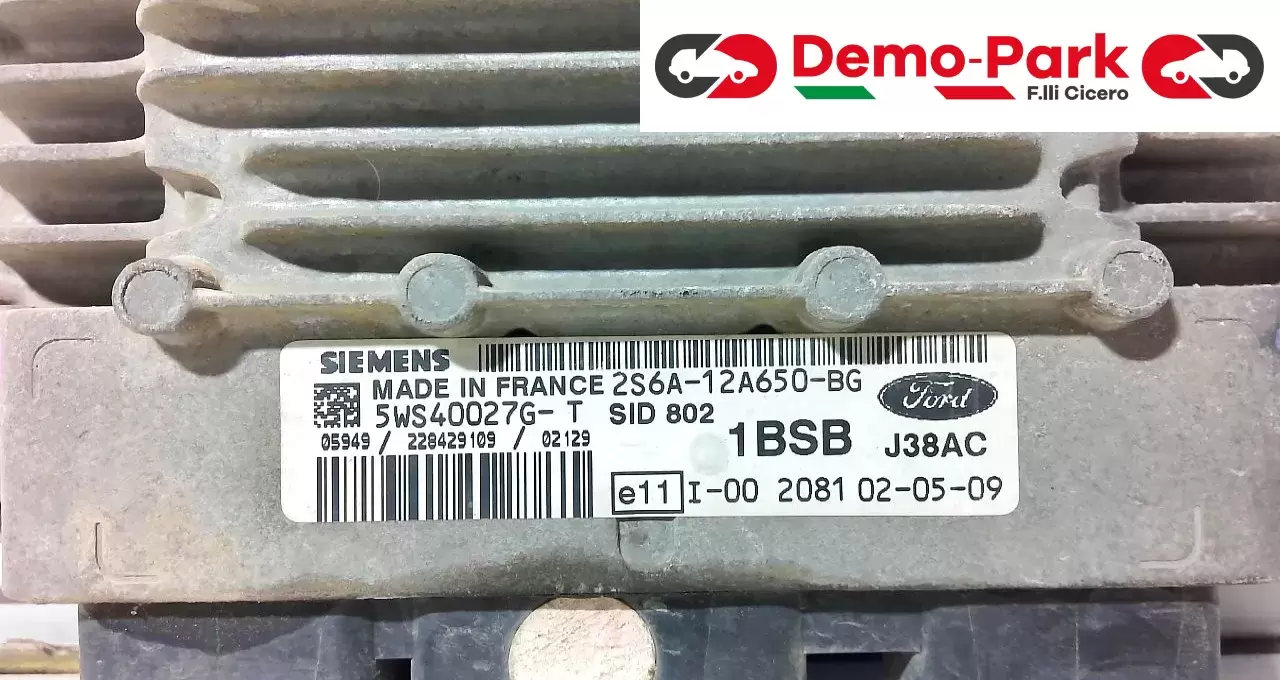 Demo-Park
F.lli Cicero
SIEMENS
MADE IN FRANCE 2S6A-12A650-BG
Ford
5WS40027G- T SID 802
05949 / 228429109 / 02129
1BSB J38AC
e11 I-00 2081 02-05-09